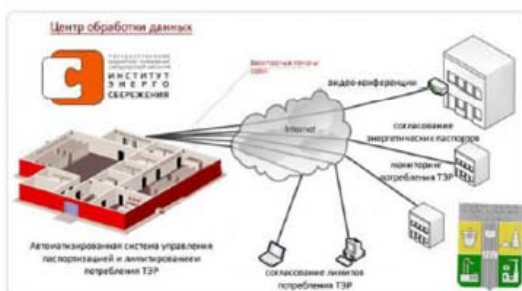 Центр обработки данных
ИНСТИТУТ
ЭНЕРГО
СБЕРЕЖЕНИЯ
видео-конференции
Internet
согласование
энергетических паспортов
мониторинг
потребления ТЭР
Автоматизированная система управления
паспортизацией и лимитированием
потребления ТЭР
согласование лимитов
потребления ТЭР